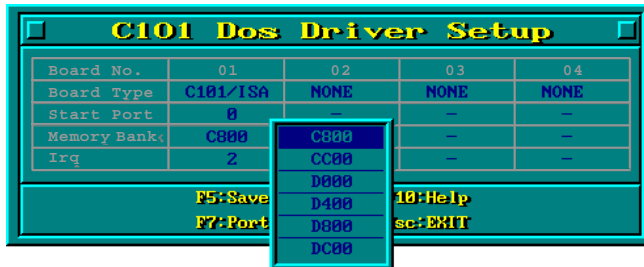 C101 Dos Driver Setup
Board No. 01 02 03 04
Board Type C101/ISA NONE NONE NONE
Start Port 0 – – –
Memory Bank C800 – –
Irq 2 – –
C800
CC00
D000
D400
D800
DC00
F5:Save 10:Help
F7:Port sc:EXIT